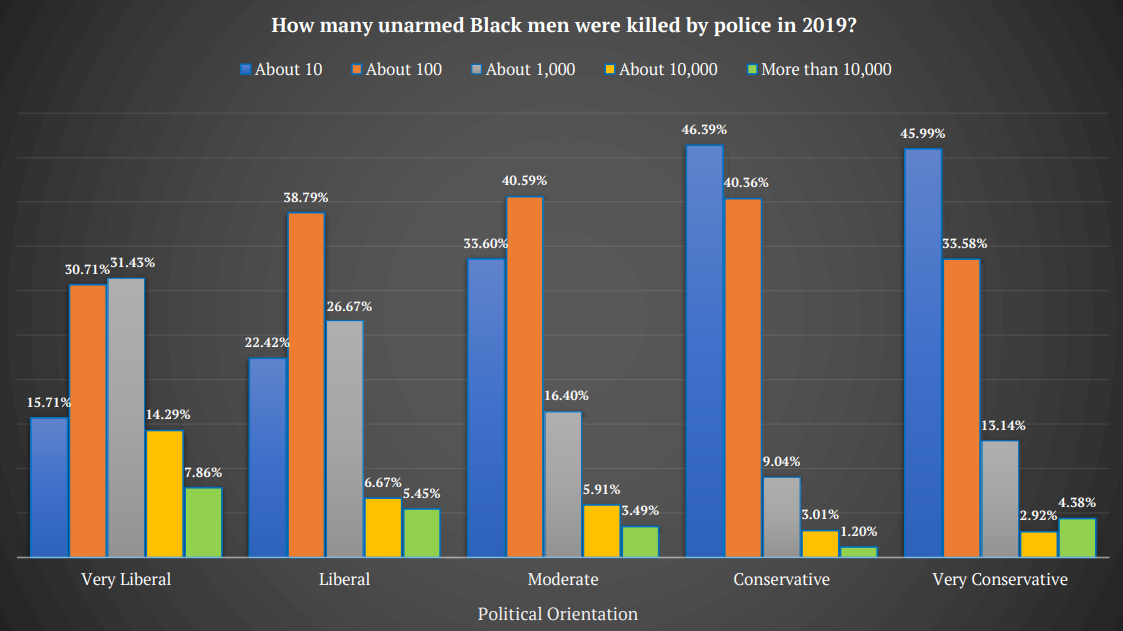 How many unarmed Black men were killed by police in 2019?
About 10 About 100 About 1,000 About 10,000 More than 10,000
15.71% 30.71% 31.43% 14.29% 7.86%
22.42% 38.79% 26.67% 6.67% 5.45%
33.60% 40.59% 16.40% 5.91% 3.49%
46.39% 40.36% 9.04% 3.01% 1.20%
45.99% 33.58% 13.14% 2.92% 4.38%
Very Liberal Liberal Moderate Conservative Very Conservative
Political Orientation